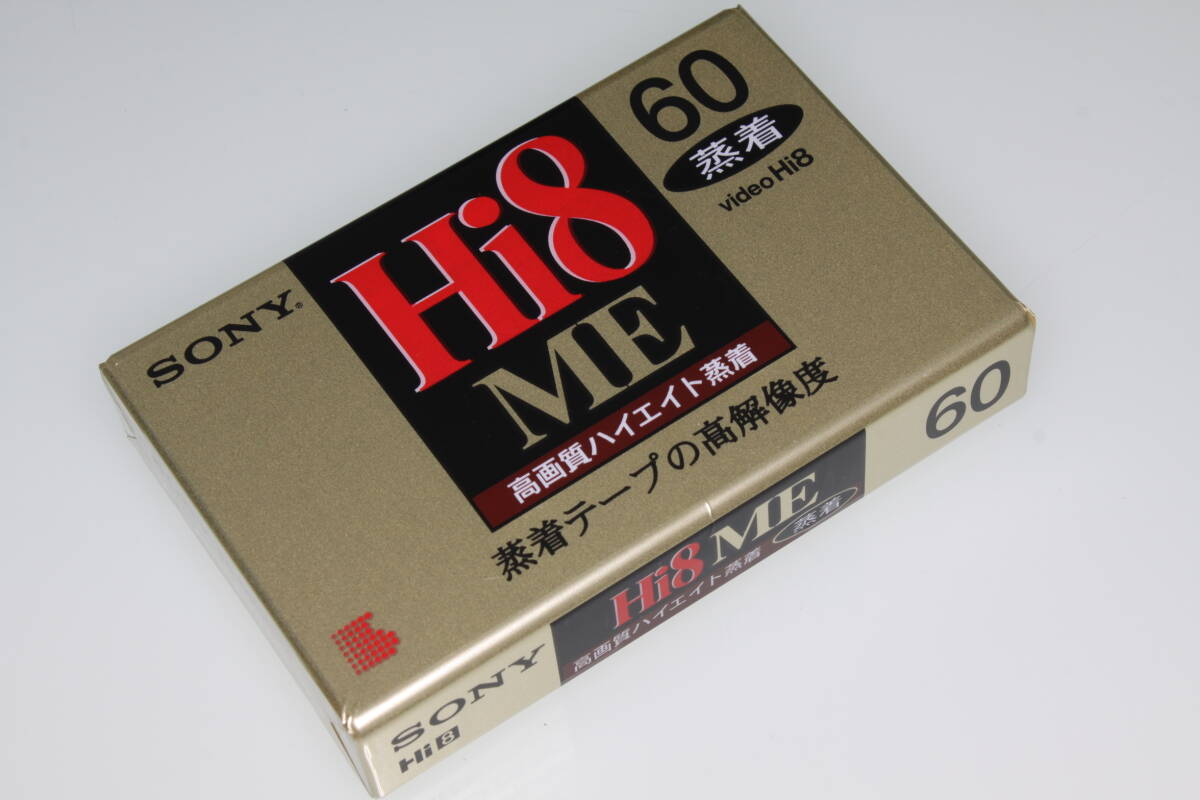 60
蒸着
video Hi8
SONY®
Hi8
ME
高画質ハイエイト蒸着
蒸着テープの高解像度
60
Hi8 ME
高画質ハイエイト蒸着
蒸着
SONY
Hi8